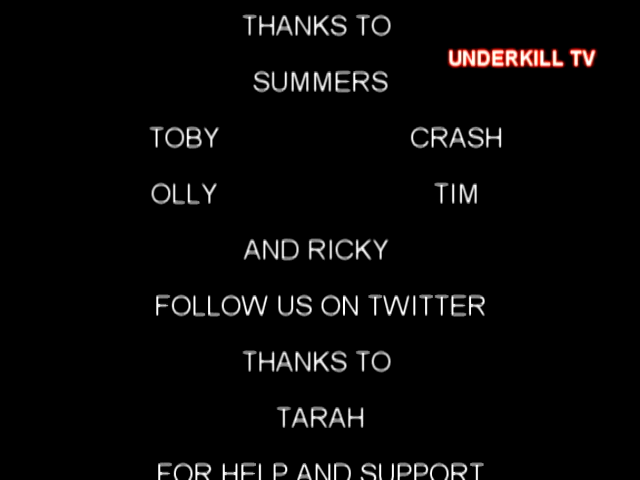 THANKS TO
UNDERKILL TV
SUMMERS
TOBY CRASH
OLLY TIM
AND RICKY
FOLLOW US ON TWITTER
THANKS TO
TARAH
FOR HELP AND SUPPORT